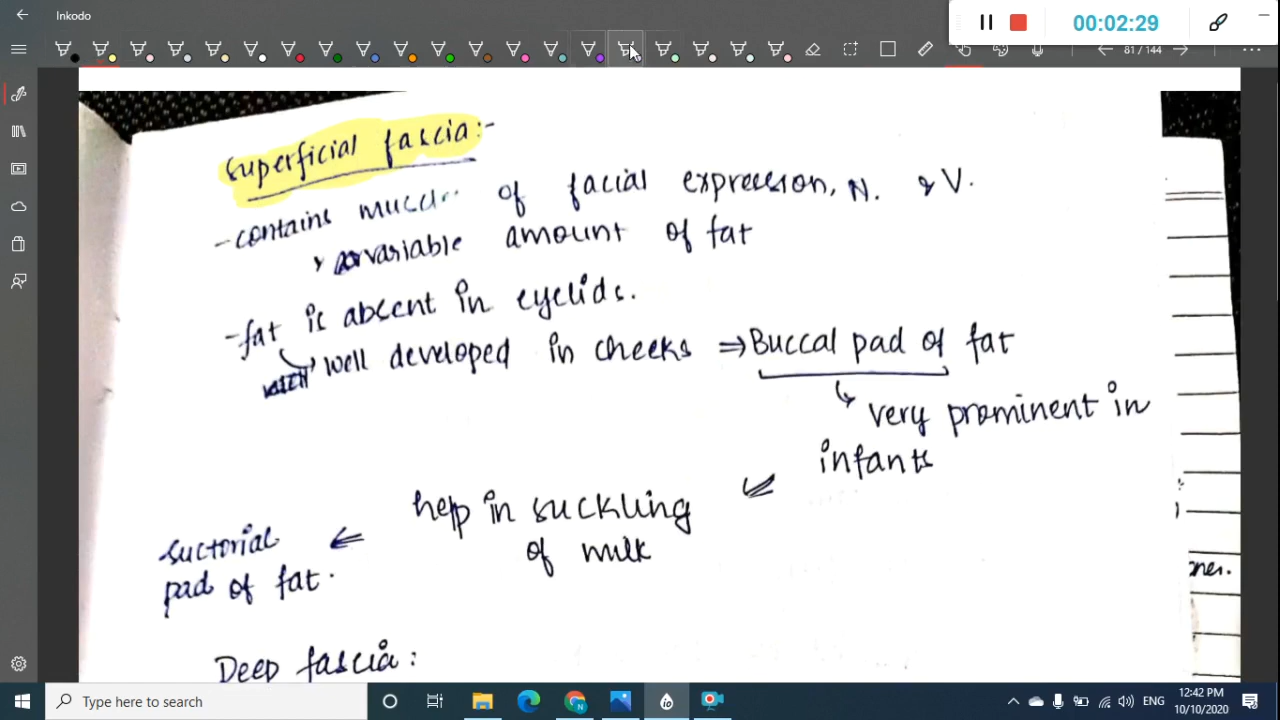 Inkodo
00:02:29
81 / 144
Superficial fascia:-
-contains muscles of facial expression, N. & V.
& variable amount of fat
-fat is absent in eyelids.
well developed in cheeks ⇒ Buccal pad of fat
very prominent in
infants
help in suckling
of milk
suctorial
pad of fat.
ner.
Deep fascia:
Type here to search
ENG
12:42 PM
10/10/2020